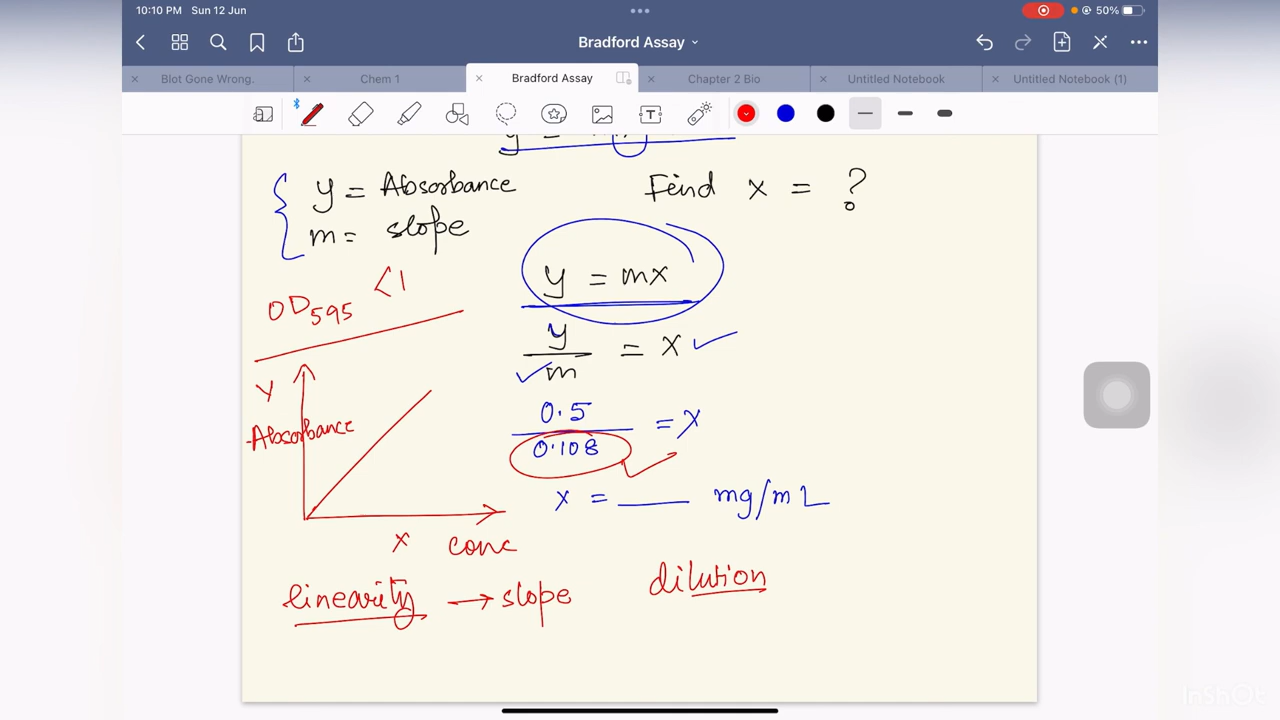 10:10 PM Sun 12 Jun
50%
Bradford Assay
Blot Gone Wrong.
Chem 1
Bradford Assay
Chapter 2 Bio
Untitled Notebook
Untitled Notebook (1)
T
y =
y = Absorbance
Find x = ?
m = slope
y = mx
OD595 <1
y/m = x
Y
Absorbance
0.5/0.108 = x
x = ____ mg/mL
x conc
linearity → slope
dilution
InShOt